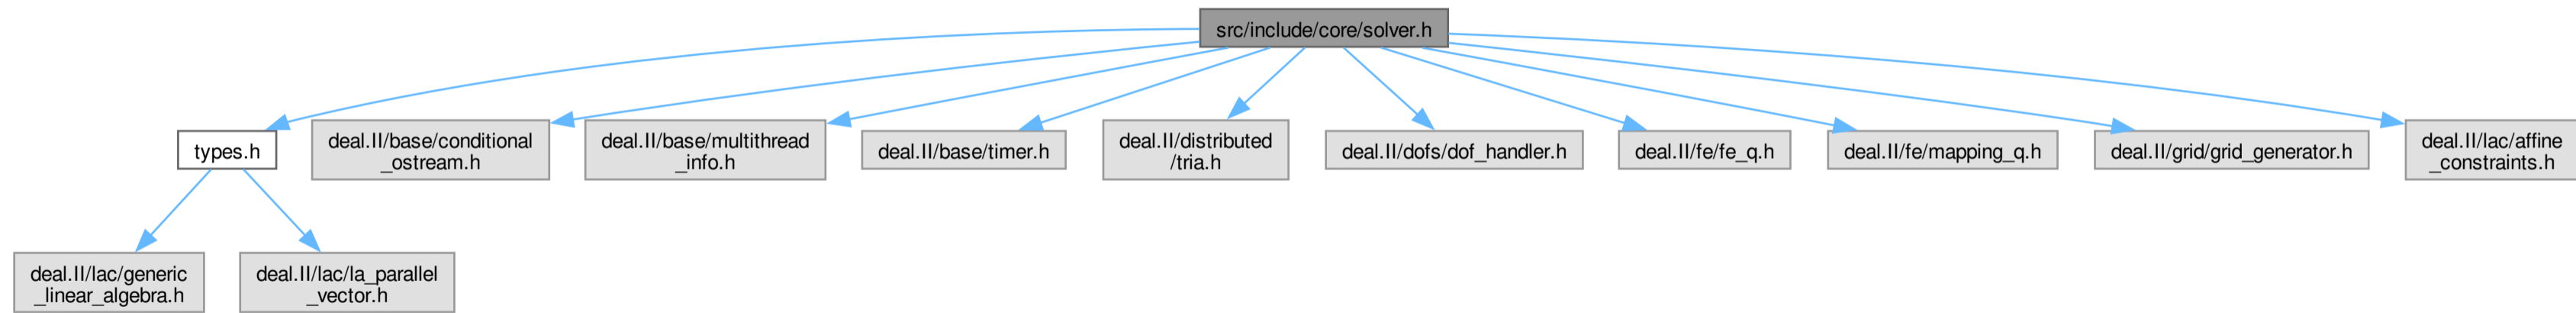 src/include/core/solver.h
types.h
deal.II/base/conditional
_ostream.h
deal.II/base/multithread
_info.h
deal.II/base/timer.h
deal.II/distributed
/tria.h
deal.II/dofs/dof_handler.h
deal.II/fe/fe_q.h
deal.II/fe/mapping_q.h
deal.II/grid/grid_generator.h
deal.II/lac/affine
_constraints.h
deal.II/lac/generic
_linear_algebra.h
deal.II/lac/la_parallel
_vector.h